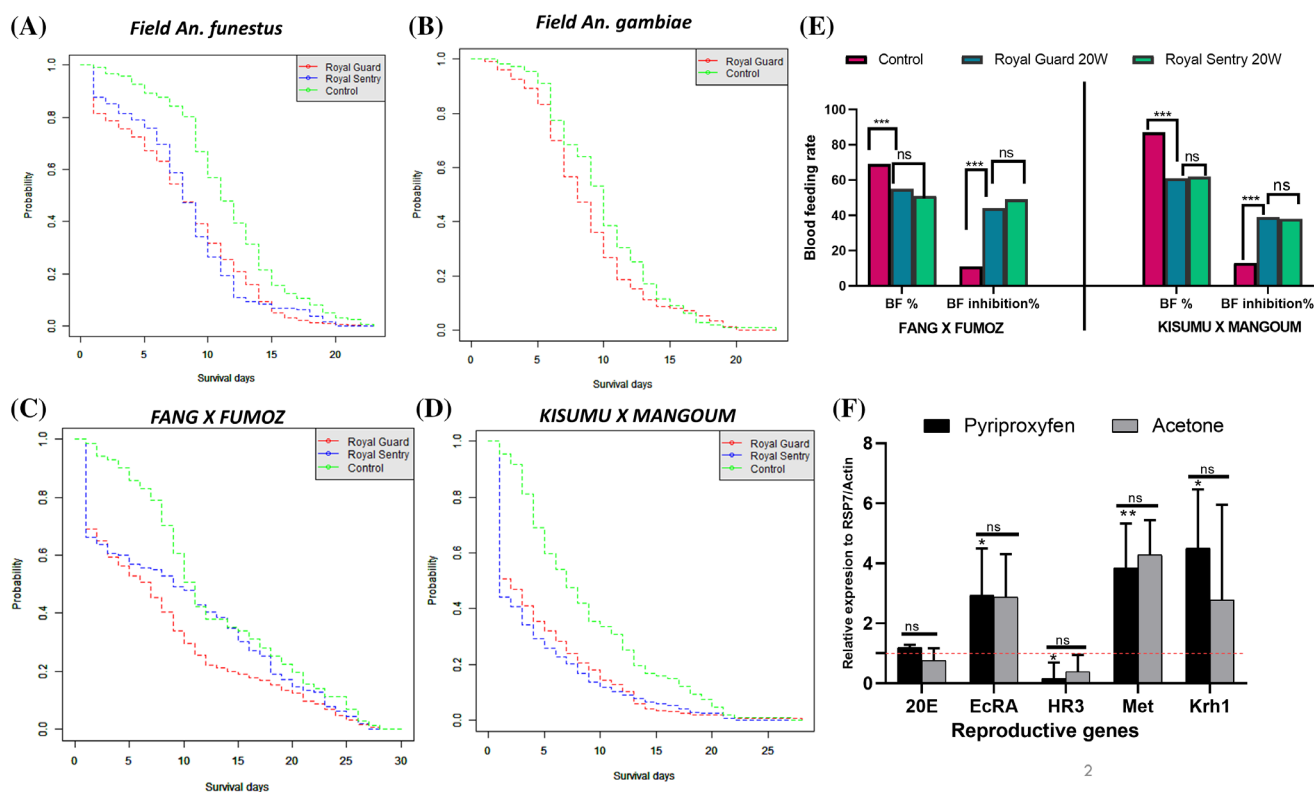 (A)
Field An. funestus
Royal Guard
Royal Sentry
Control
Probability
1.0
0.8
0.6
0.4
0.2
0.0
0 5 10 15 20
Survival days
(B)
Field An. gambiae
Royal Guard
Control
Probability
1.0
0.8
0.6
0.4
0.2
0.0
0 5 10 15 20
Survival days
(E)
Control Royal Guard 20W Royal Sentry 20W
Blood feeding rate
100
80
60
40
20
0
***
ns
***
ns
***
ns
***
ns
BF % BF inhibition% BF % BF inhibition%
FANG X FUMOZ KISUMU X MANGOUM
(C)
FANG X FUMOZ
Royal Guard
Royal Sentry
Control
Probability
1.0
0.8
0.6
0.4
0.2
0.0
0 5 10 15 20 25 30
Survival days
(D)
KISUMU X MANGOUM
Royal Guard
Royal Sentry
Control
Probability
1.0
0.8
0.6
0.4
0.2
0.0
0 5 10 15 20 25
Survival days
(F)
Pyriproxyfen Acetone
Relative expresion to RSP7/Actin
8
6
4
2
0
ns
ns
*
ns
*
ns
**
ns
*
20E EcRA HR3 Met Krh1
Reproductive genes
2